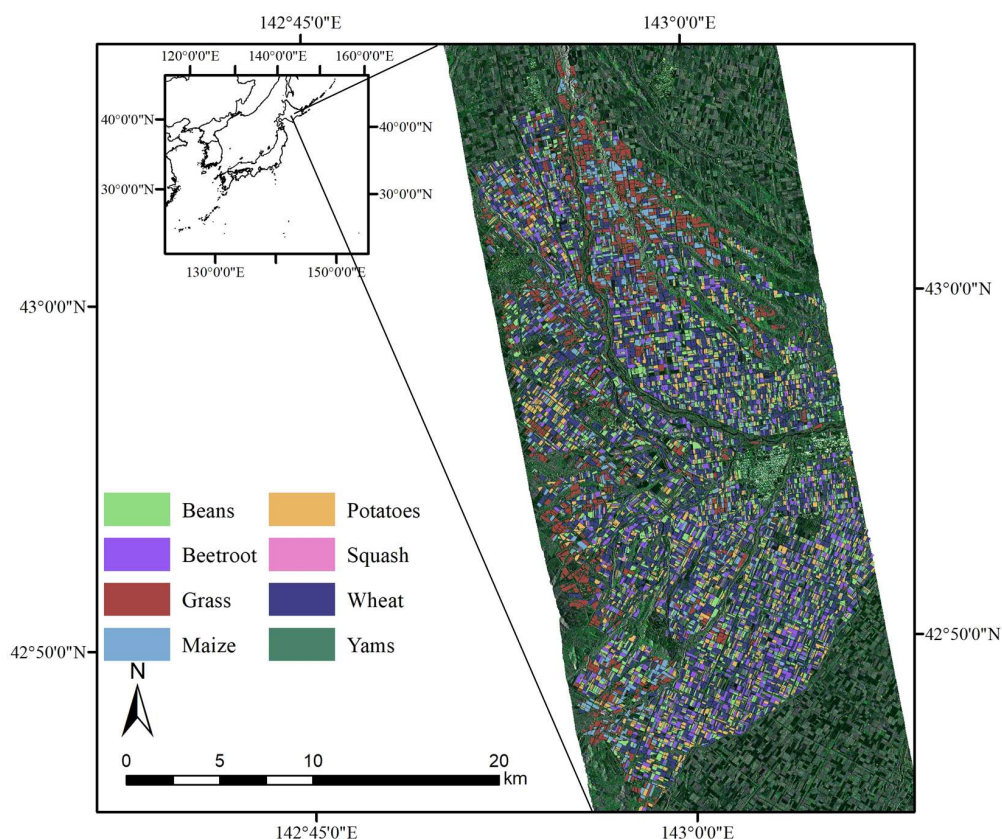 142°45'0"E 143°0'0"E
120°0'0"E 140°0'0"E 160°0'0"E
40°0'0"N 40°0'0"N
30°0'0"N 30°0'0"N
130°0'0"E 150°0'0"E
43°0'0"N 43°0'0"N
Beans Potatoes
Beetroot Squash
Grass Wheat
Maize Yams
42°50'0"N 42°50'0"N
N
0 5 10 20
km
142°45'0"E 143°0'0"E